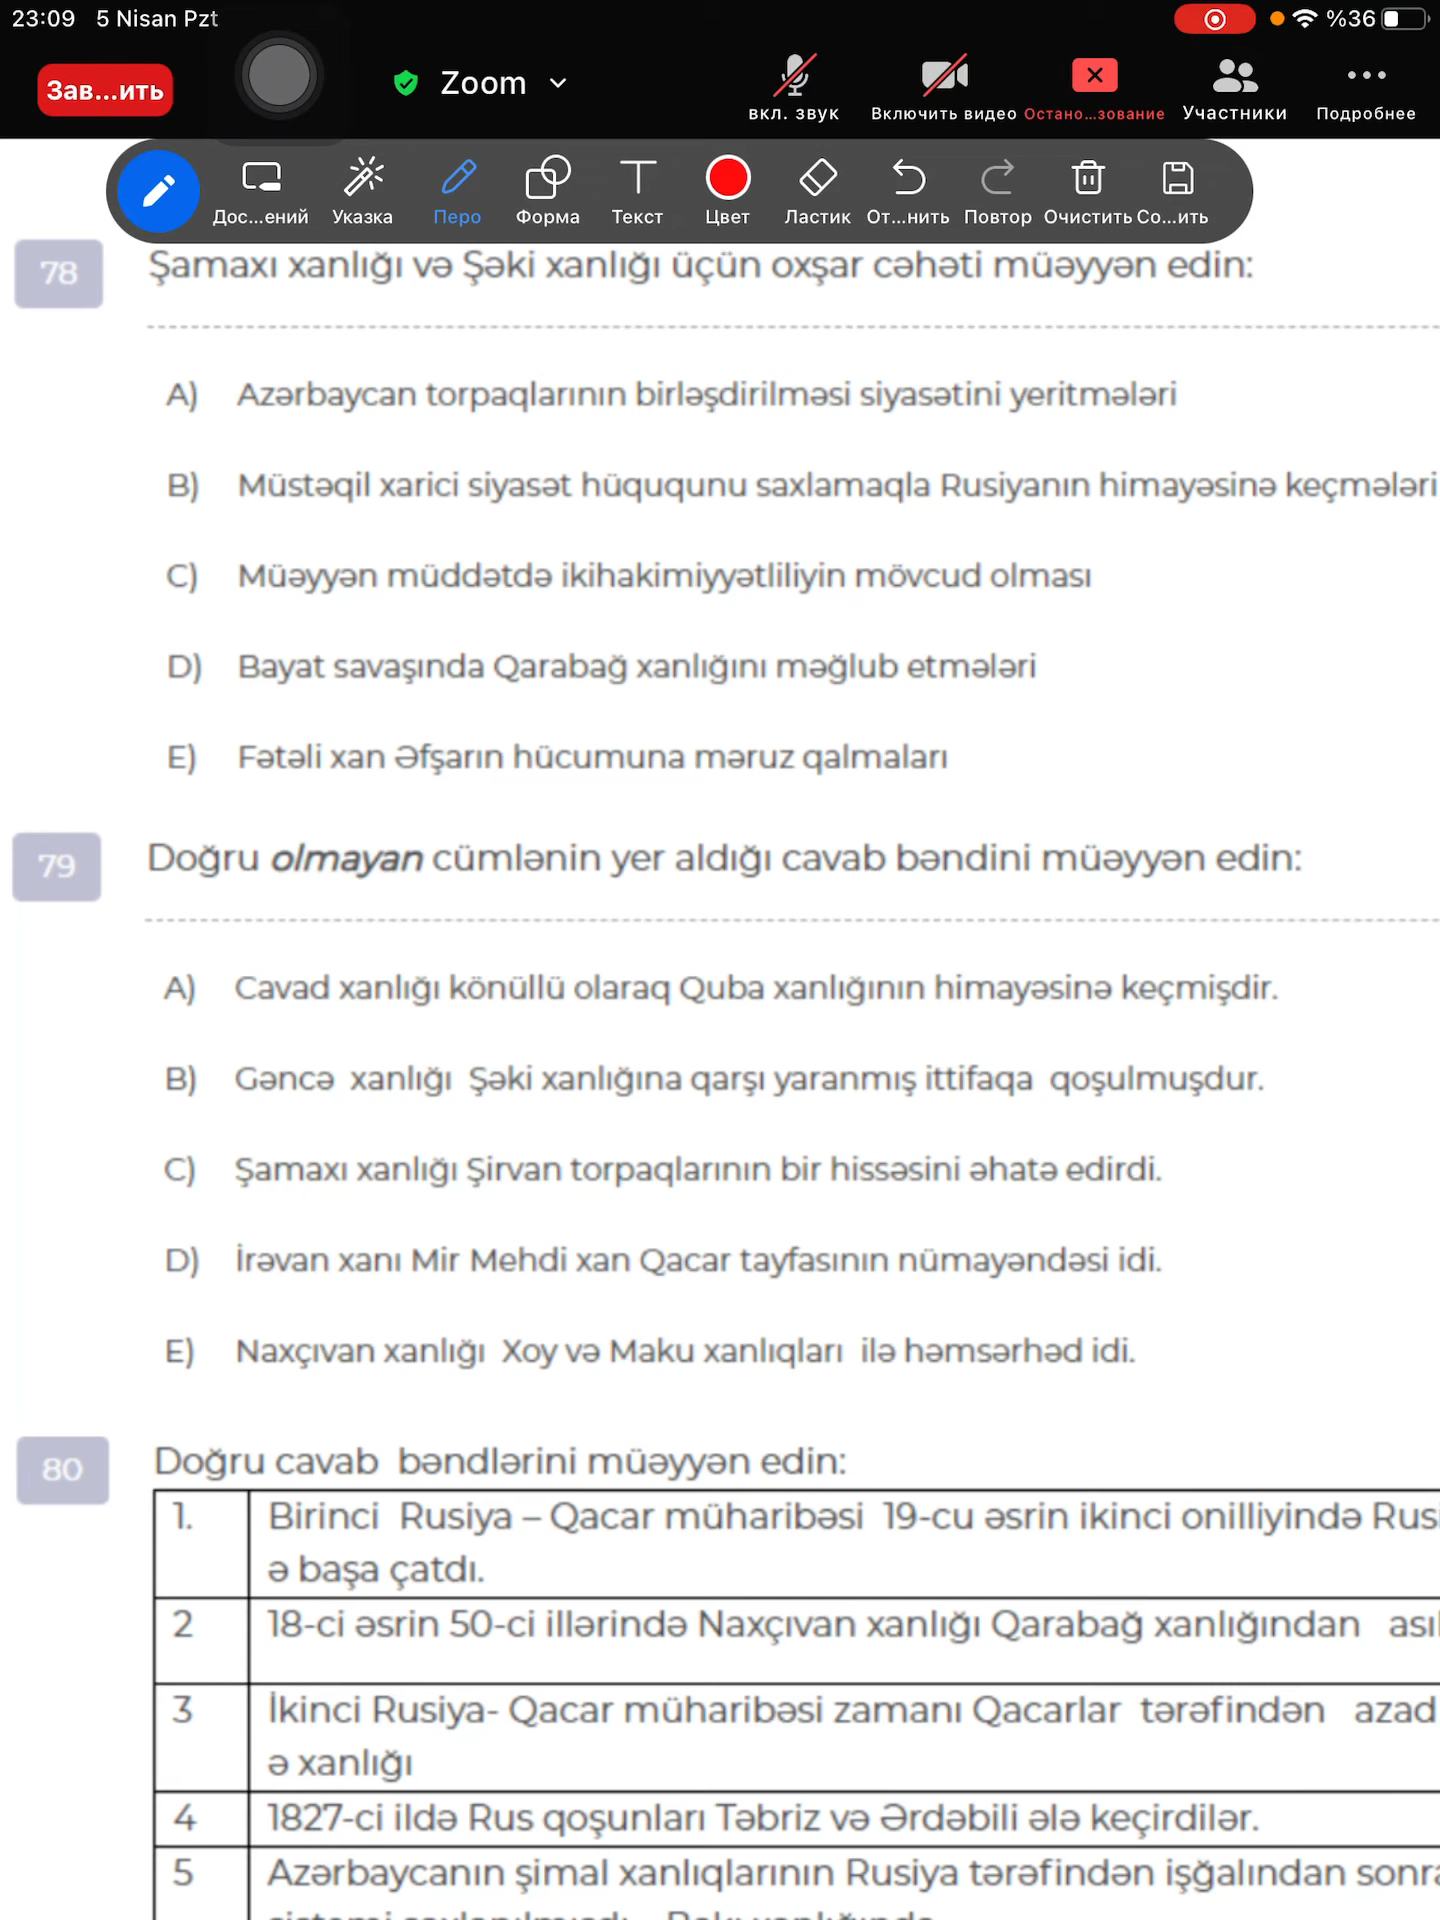 23:09 5 Nisan Pzt
%36
Зав...ить
Zoom
вкл. звук
Включить видео
Остано...зование
Участники
Подробнее
Дос...ений
Указка
Перо
Форма
Текст
Цвет
Ластик
От...нить
Повтор
Очистить
Со...ить
78 Şamaxı xanlığı və Şəki xanlığı üçün oxşar cəhəti müəyyən edin:
A) Azərbaycan torpaqlarının birləşdirilməsi siyasətini yeritmələri
B) Müstəqil xarici siyasət hüququnu saxlamaqla Rusiyanın himayəsinə keçmələri
C) Müəyyən müddətdə ikihakimiyyətliliyin mövcud olması
D) Bayat savaşında Qarabağ xanlığını məğlub etmələri
E) Fətəli xan Əfşarın hücumuna məruz qalmaları
79 Doğru olmayan cümlənin yer aldığı cavab bəndini müəyyən edin:
A) Cavad xanlığı könüllü olaraq Quba xanlığının himayəsinə keçmişdir.
B) Gəncə xanlığı Şəki xanlığına qarşı yaranmış ittifaqa qoşulmuşdur.
C) Şamaxı xanlığı Şirvan torpaqlarının bir hissəsini əhatə edirdi.
D) İrəvan xanı Mir Mehdi xan Qacar tayfasının nümayəndəsi idi.
E) Naxçıvan xanlığı Xoy və Maku xanlıqları ilə həmsərhəd idi.
80 Doğru cavab bəndlərini müəyyən edin:
1. Birinci Rusiya – Qacar müharibəsi 19-cu əsrin ikinci onilliyində Rusi
ə başa çatdı.
2 18-ci əsrin 50-ci illərində Naxçıvan xanlığı Qarabağ xanlığından asıl
3 İkinci Rusiya- Qacar müharibəsi zamanı Qacarlar tərəfindən azad
ə xanlığı
4 1827-ci ildə Rus qoşunları Təbriz və Ərdəbili ələ keçirdilər.
5 Azərbaycanın şimal xanlıqlarının Rusiya tərəfindən işğalından sonra